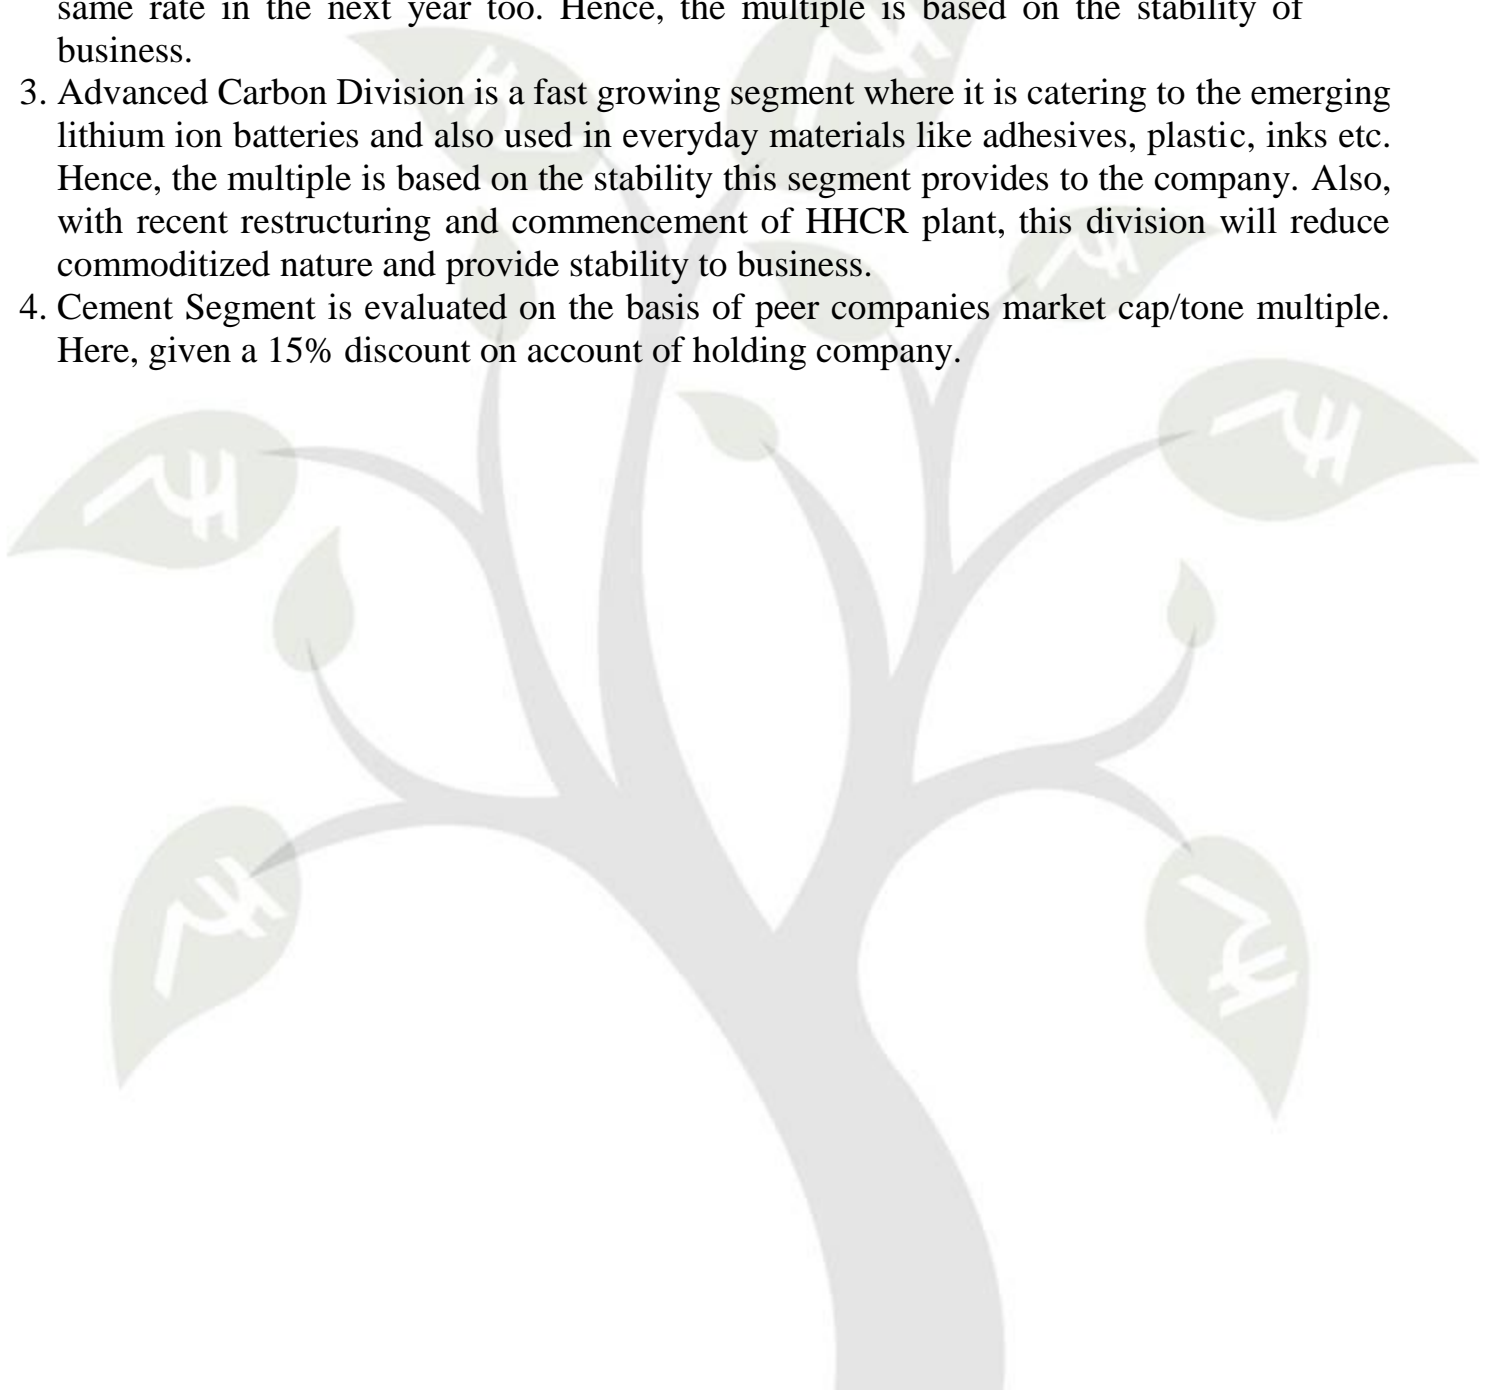 same rate in the next year too. Hence, the multiple is based on the stability of
business.
3. Advanced Carbon Division is a fast growing segment where it is catering to the emerging
lithium ion batteries and also used in everyday materials like adhesives, plastic, inks etc.
Hence, the multiple is based on the stability this segment provides to the company. Also,
with recent restructuring and commencement of HHCR plant, this division will reduce
commoditized nature and provide stability to business.
4. Cement Segment is evaluated on the basis of peer companies market cap/tone multiple.
Here, given a 15% discount on account of holding company.